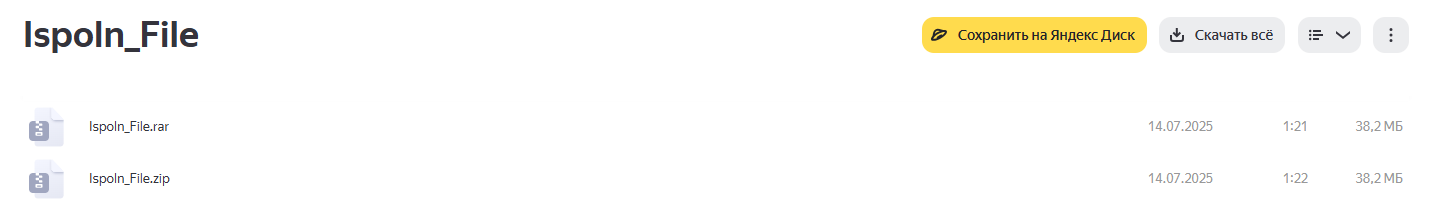 Ispoln_File
Сохранить на Яндекс Диск
Скачать всё
Ispoln_File.rar 14.07.2025 1:21 38,2 МБ
Ispoln_File.zip 14.07.2025 1:22 38,2 МБ